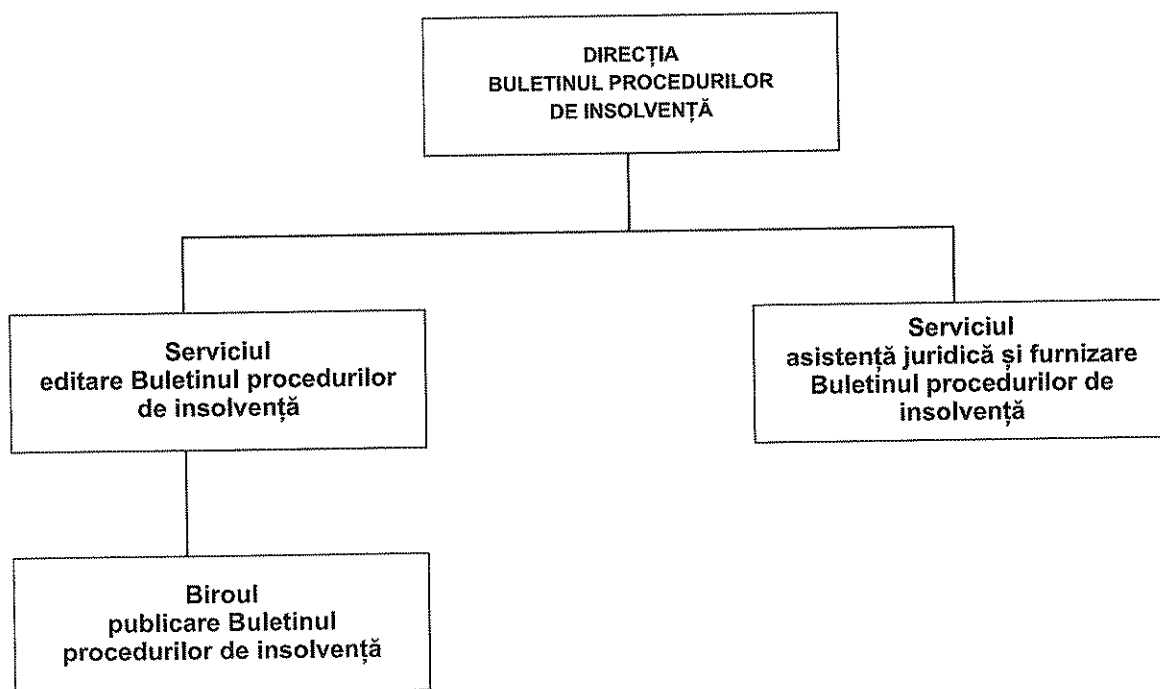 DIRECȚIA
BULETINUL PROCEDURILOR
DE INSOLVENȚĂ
Serviciul
editare Buletinul procedurilor
de insolvență
Serviciul
asistență juridică și furnizare
Buletinul procedurilor de
insolvență
Biroul
publicare Buletinul
procedurilor de insolvență